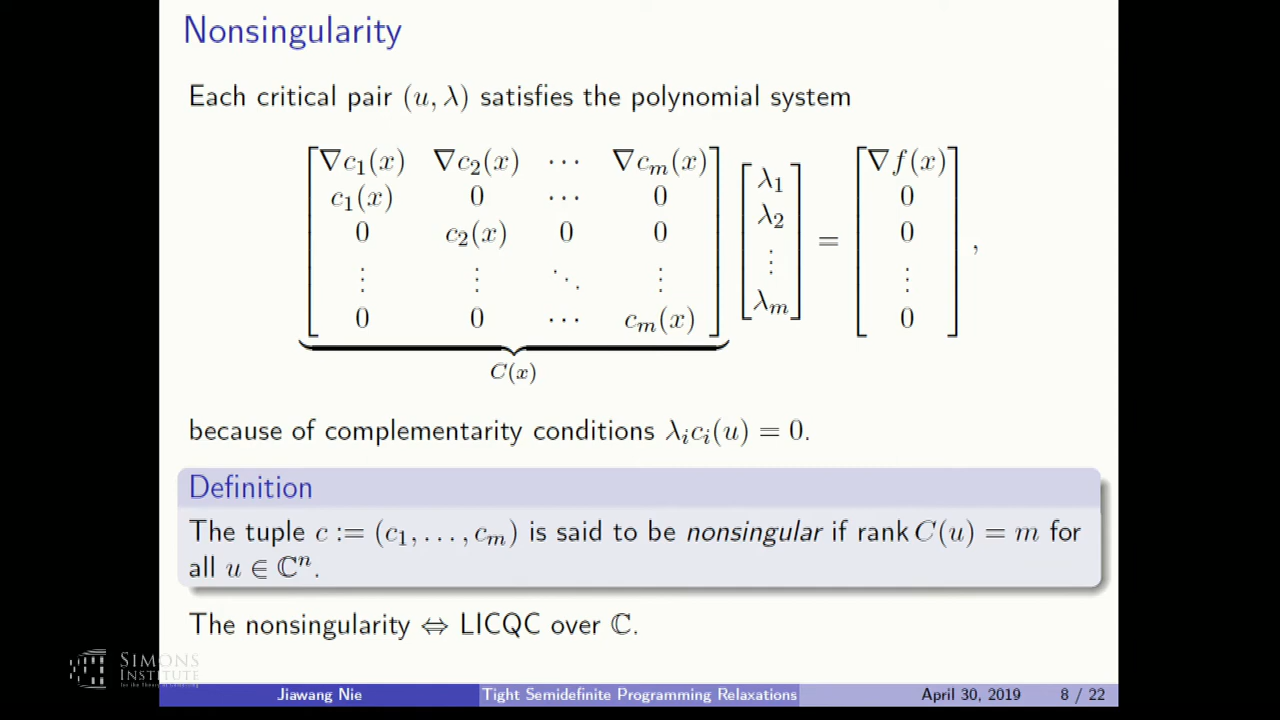 Nonsingularity
Each critical pair (u, λ) satisfies the polynomial system
∇c₁(x) ∇c₂(x) ⋯ ∇cₘ(x)
c₁(x) 0 ⋯ 0
0 c₂(x) 0 0
⋮ ⋮ ⋱ ⋮
0 0 ⋯ cₘ(x)
C(x)
λ₁
λ₂
⋮
λₘ
=
∇f(x)
0
0
⋮
0
,
because of complementarity conditions λᵢcᵢ(u) = 0.
Definition
The tuple c := (c₁, . . . , cₘ) is said to be nonsingular if rank C(u) = m for
all u ∈ ℂⁿ.
The nonsingularity ⇔ LICQC over ℂ.
SIMONS
INSTITUTE
Jiawang Nie Tight Semidefinite Programming Relaxations April 30, 2019 8 / 22